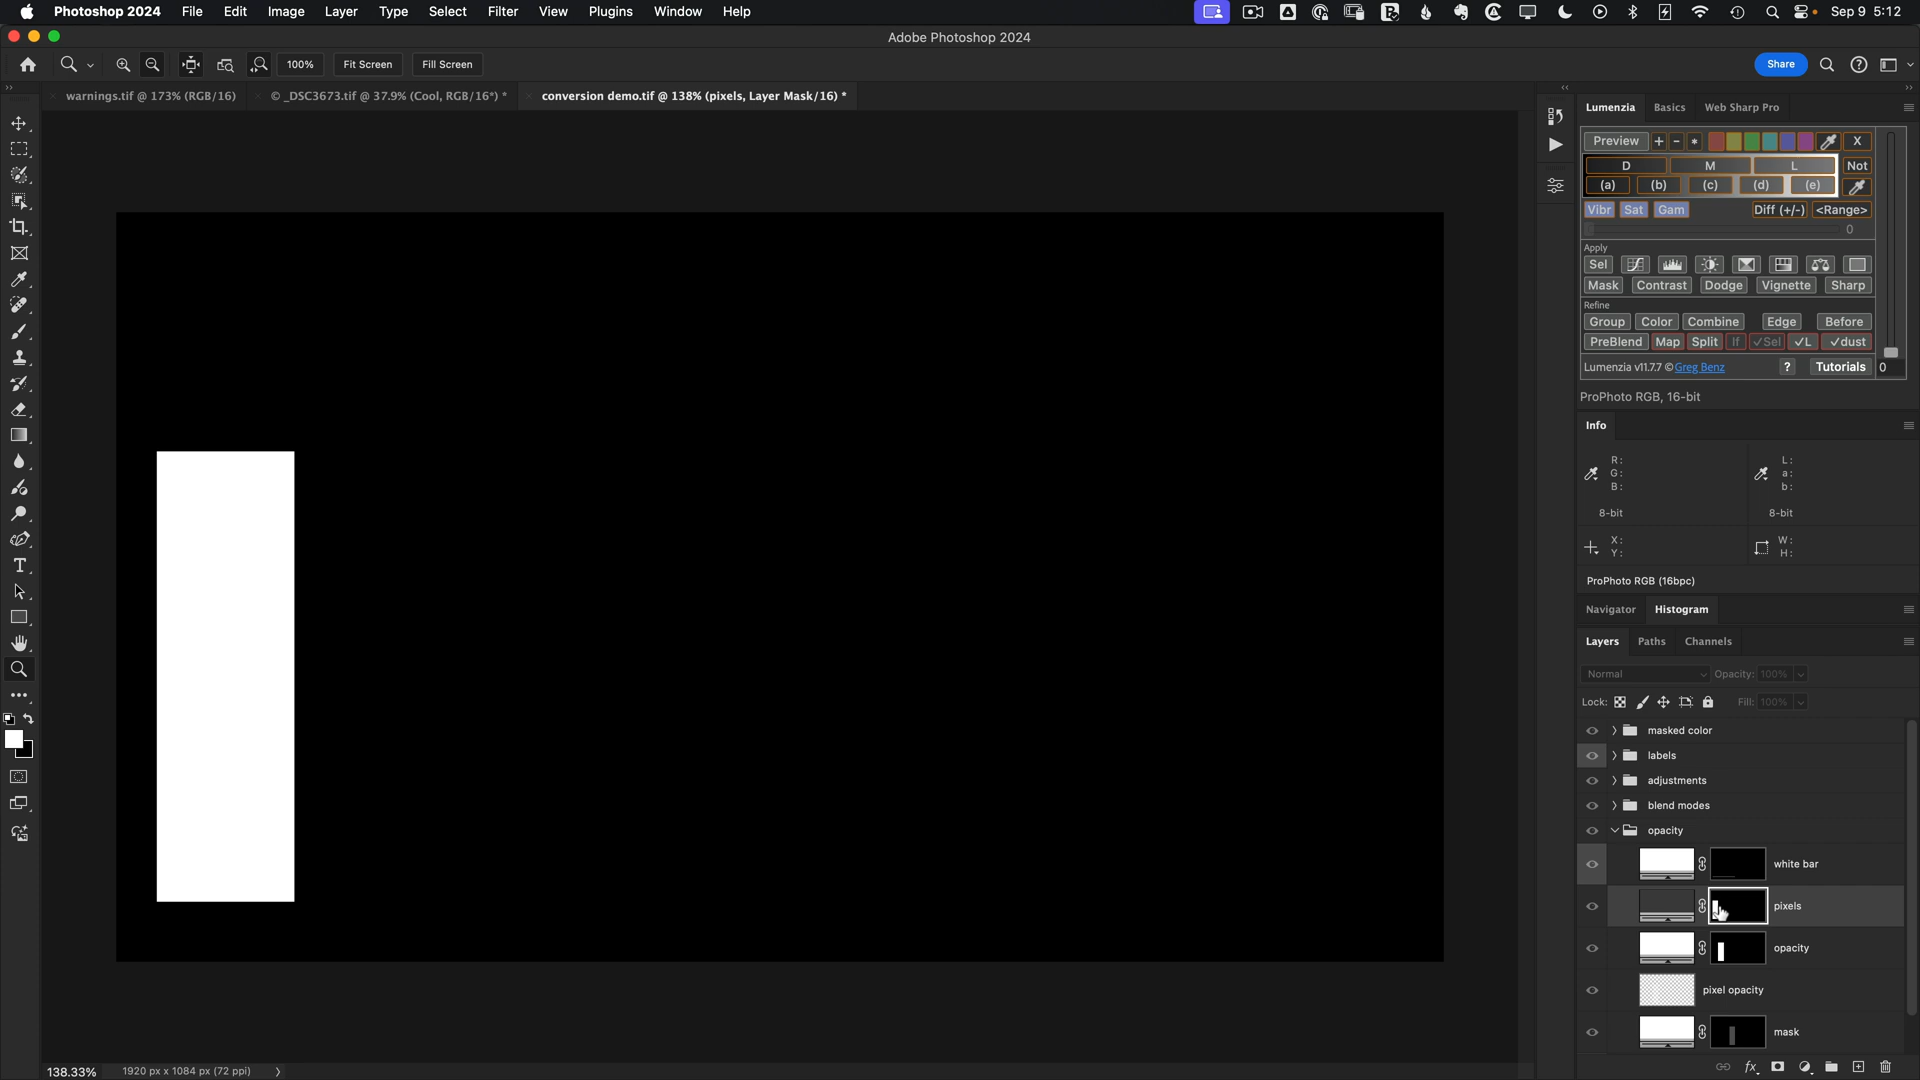 Photoshop 2024 File Edit Image Layer Type Select Filter View Plugins Window Help Sep 9 5:12
Adobe Photoshop 2024
100% Fit Screen Fill Screen Share
warnings.tif @ 173% (RGB/16) © _DSC3673.tif @ 37.9% (Cool, RGB/16*) * conversion demo.tif @ 138% (pixels, Layer Mask/16) *
Lumenzia Basics Web Sharp Pro
Preview + - * X
D M L Not
(a) (b) (c) (d) (e)
Vibr Sat Gam Diff (+/-) <Range>
0
Apply
Sel
Mask Contrast Dodge Vignette Sharp
Refine
Group Color Combine Edge Before
PreBlend Map Split If ✓Sel ✓L ✓dust
Lumenzia v11.7.7 © Greg Benz ? Tutorials 0
ProPhoto RGB, 16-bit
Info
R: L:
G: a:
B: b:
8-bit 8-bit
X: W:
Y: H:
ProPhoto RGB (16bpc)
Navigator Histogram
Layers Paths Channels
Normal Opacity: 100%
Lock: Fill: 100%
masked color
labels
adjustments
blend modes
opacity
white bar
pixels
opacity
pixel opacity
mask
138.33% 1920 px x 1084 px (72 ppi)